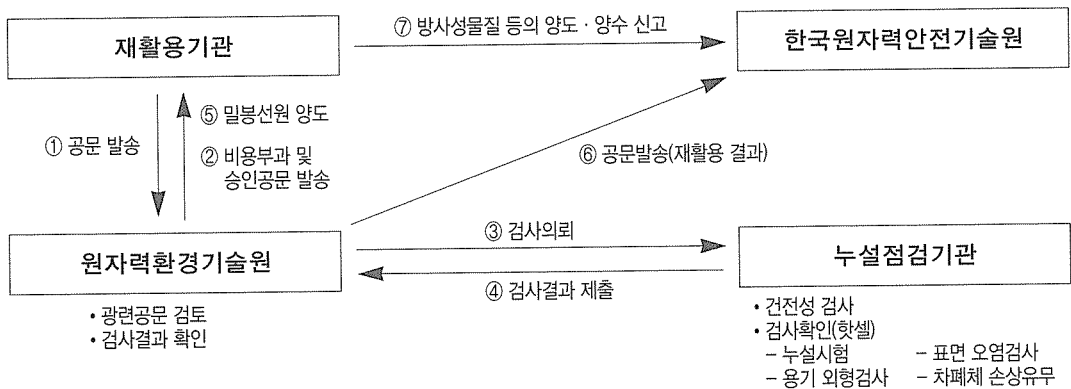 재활용기관
⑦ 방사성물질 등의 양도 · 양수 신고
한국원자력안전기술원
① 공문 발송
⑤ 밀봉선원 양도
② 비용부과 및
승인공문 발송
⑥ 공문발송(재활용 결과)
원자력환경기술원
③ 검사의뢰
④ 검사결과 제출
누설점검기관
• 광련공문 검토
• 검사결과 확인
• 건전성 검사
• 검사확인(핫셀)
– 누설시험 – 표면 오염검사
– 용기 외형검사 – 차폐체 손상유무